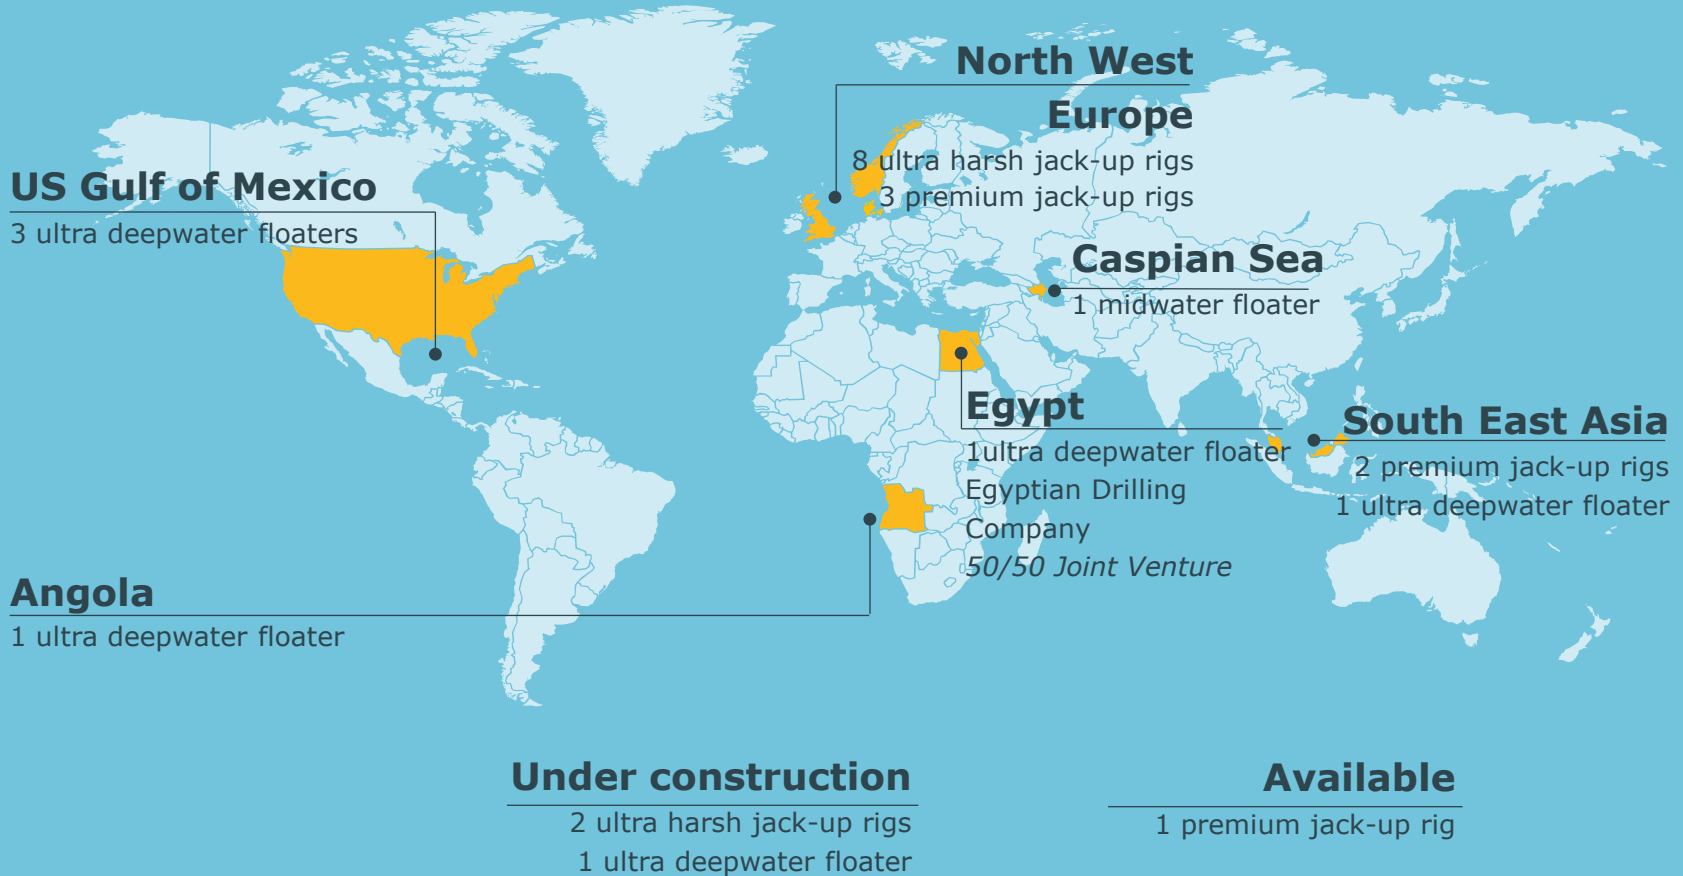 North West
Europe
8 ultra harsh jack-up rigs
3 premium jack-up rigs
US Gulf of Mexico
3 ultra deepwater floaters
Caspian Sea
1 midwater floater
Egypt
1ultra deepwater floater
Egyptian Drilling
Company
50/50 Joint Venture
South East Asia
2 premium jack-up rigs
1 ultra deepwater floater
Angola
1 ultra deepwater floater
Under construction
2 ultra harsh jack-up rigs
1 ultra deepwater floater
Available
1 premium jack-up rig